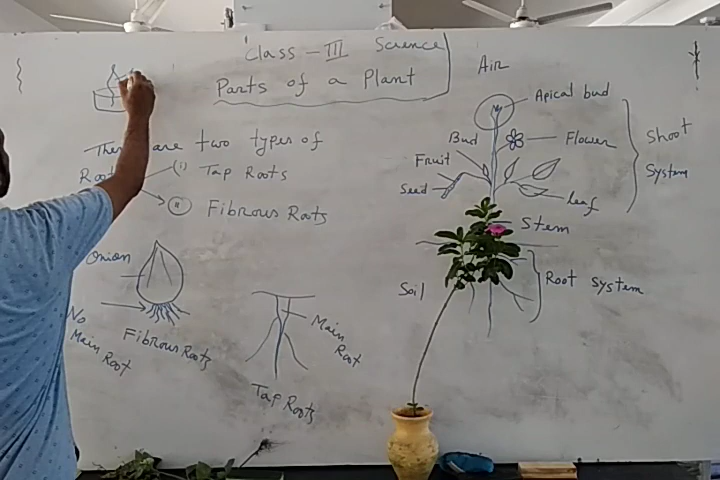 Class - III Science
Parts of a Plant
There are two types of
Root
(i) Tap Roots
(ii) Fibrous Roots
Onion
No
Main
Root
Fibrous Roots
Main
Root
Tap Roots
Air
Apical bud
Bud
Flower
Fruit
Seed
leaf
Shoot
System
Stem
Soil
Root System